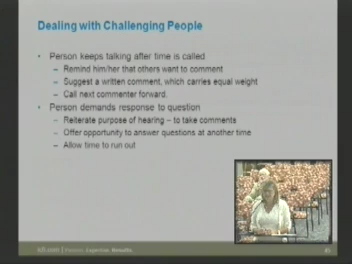 Dealing with Challenging People
• Person keeps talking after time is called
– Remind him/her that others want to comment
– Suggest a written comment, which carries equal weight
– Call next commenter forward.
• Person demands response to question
– Reiterate purpose of hearing – to take comments
– Offer opportunity to answer questions at another time
– Allow time to run out
Expertise. Results.